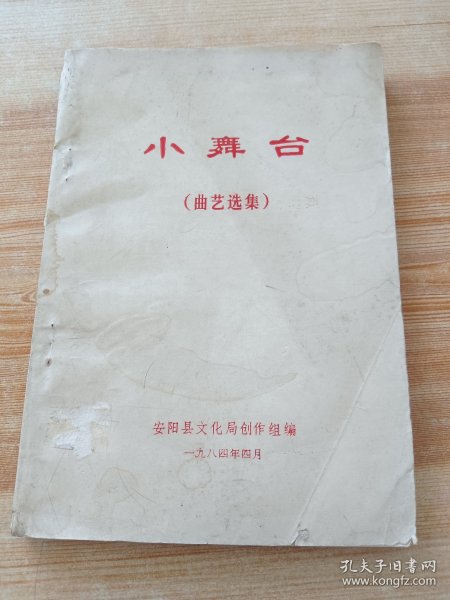 小舞台
（曲艺选集）
安阳县文化局创作组编
一九八四年四月
孔夫子旧书网
www.kongfz.com